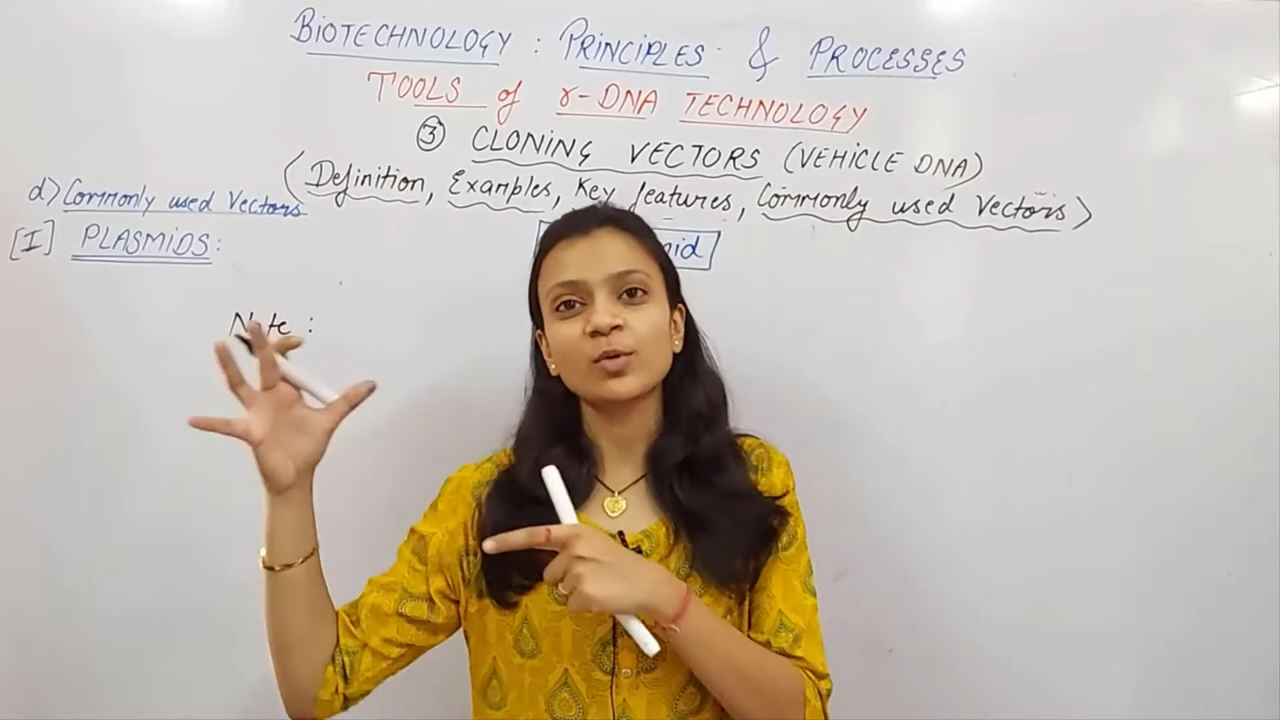 BIOTECHNOLOGY : PRINCIPLES & PROCESSES
TOOLS of r-DNA TECHNOLOGY
③ CLONING VECTORS (VEHICLE DNA)
(Definition, Examples, Key features, Commonly used Vectors)
d) Commonly used Vectors
[I] PLASMIDS:
Note :